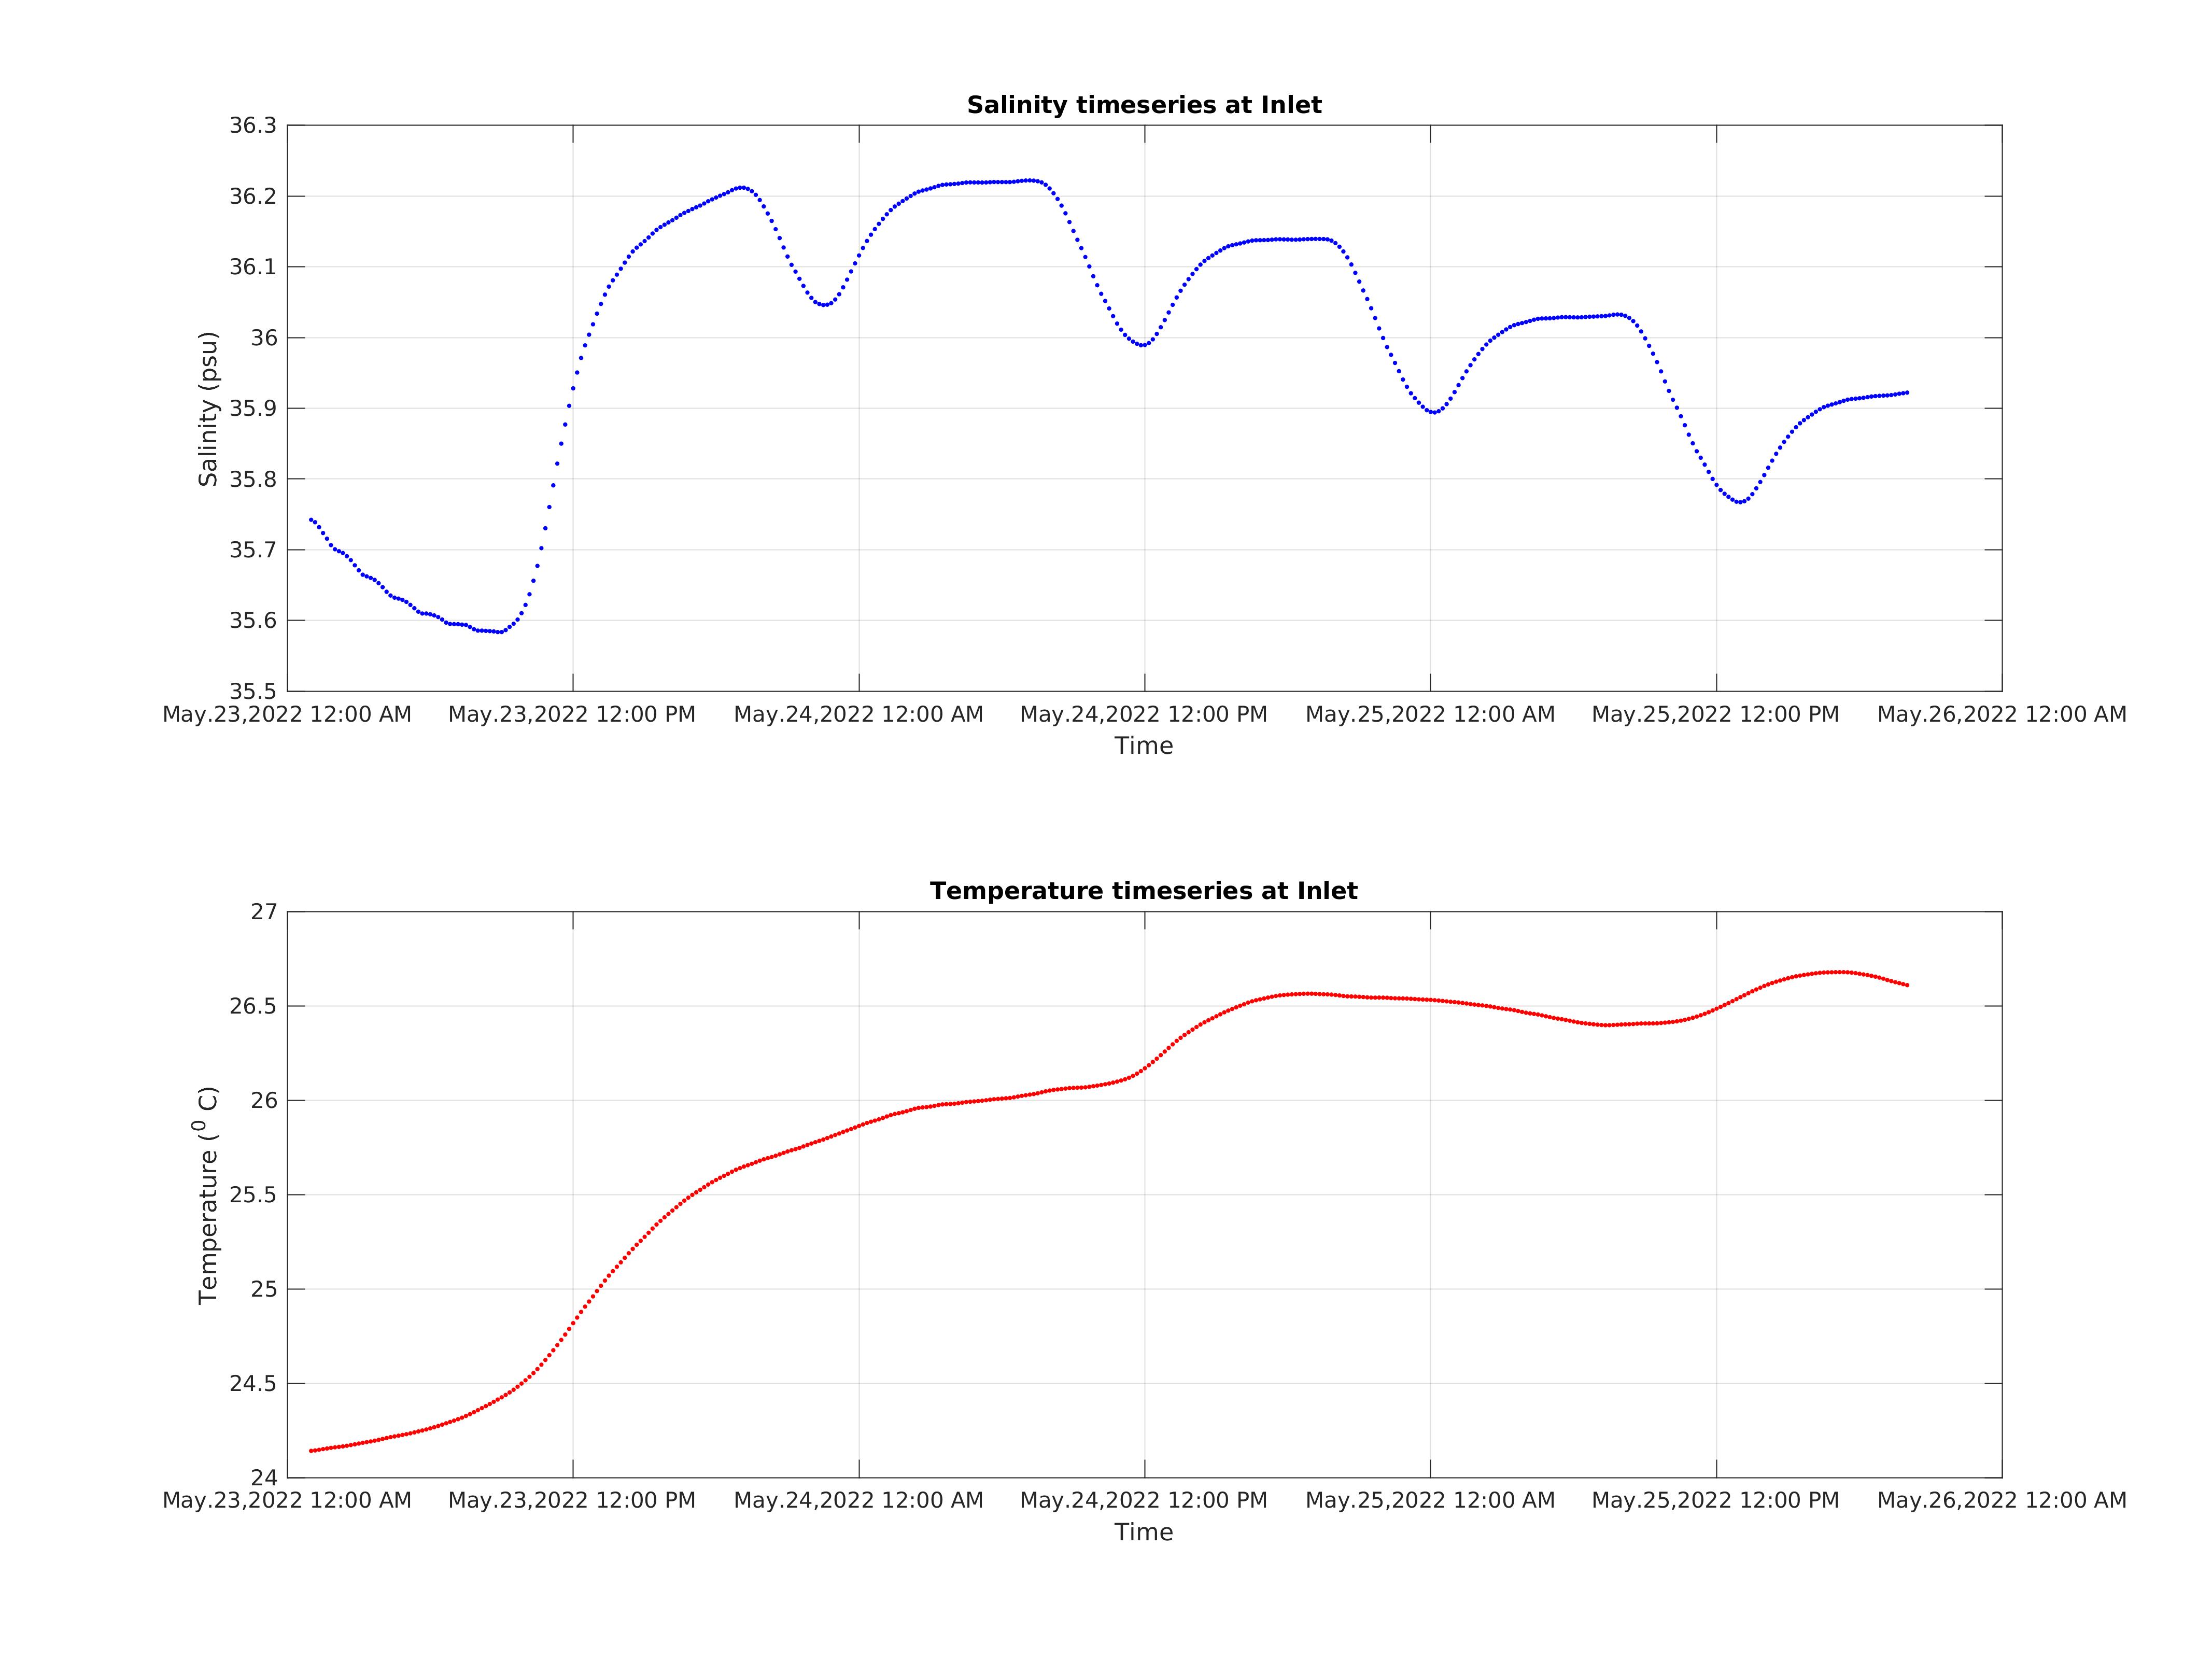 Salinity timeseries at Inlet
36.3
36.2
36.1
36
35.9
35.8
35.7
35.6
35.5
Salinity (psu)
May.23,2022 12:00 AM May.23,2022 12:00 PM May.24,2022 12:00 AM May.24,2022 12:00 PM May.25,2022 12:00 AM May.25,2022 12:00 PM May.26,2022 12:00 AM
Time
Temperature timeseries at Inlet
27
26.5
26
25.5
25
24.5
24
Temperature (⁰ C)
May.23,2022 12:00 AM May.23,2022 12:00 PM May.24,2022 12:00 AM May.24,2022 12:00 PM May.25,2022 12:00 AM May.25,2022 12:00 PM May.26,2022 12:00 AM
Time